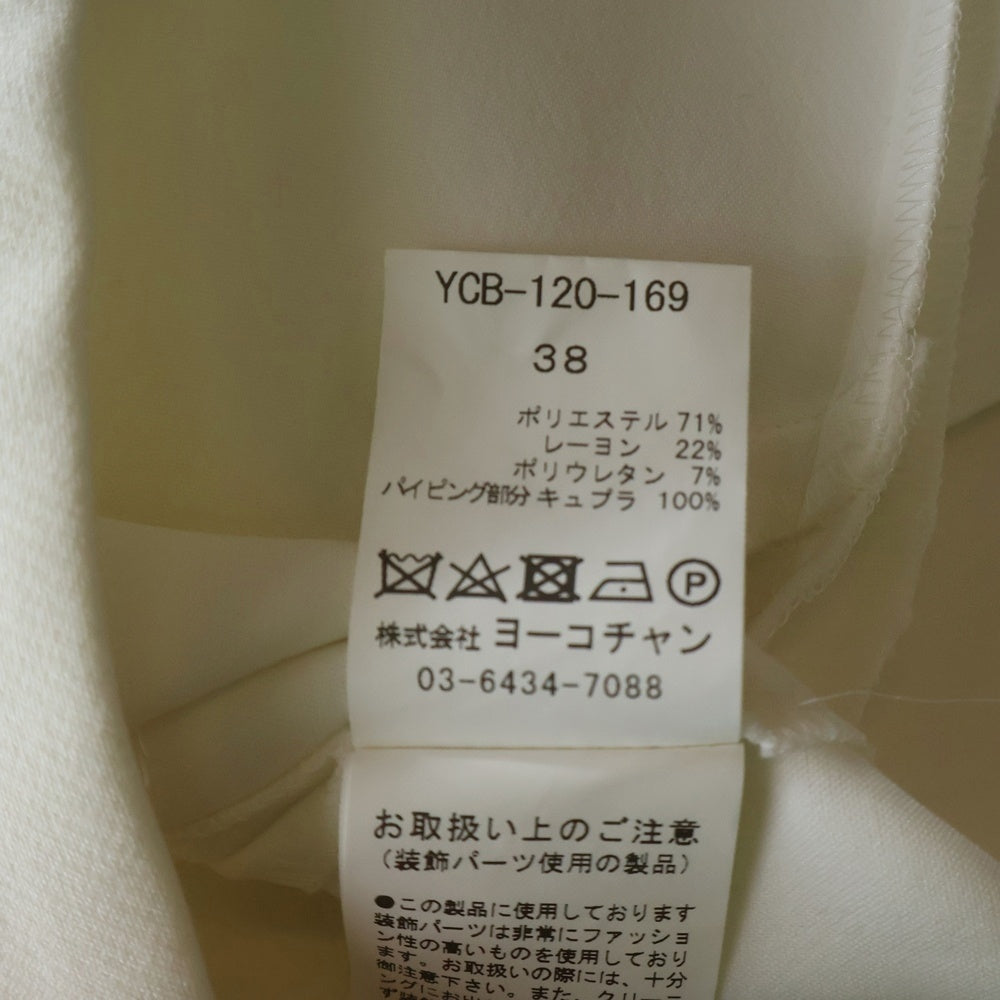 YCB-120-169
38
ポリエステル 71%
レーヨン 22%
ポリウレタン 7%
パイピング部分 キュプラ 100%
P
株式会社 ヨーコチャン
03-6434-7088
お取扱い上のご注意
(装飾パーツ使用の製品)
●この製品に使用しております
装飾パーツは非常にファッショ
ン性の高いものを使用しており
ます。お取扱いの際には、十分
御注意下さい。また、クリーニ